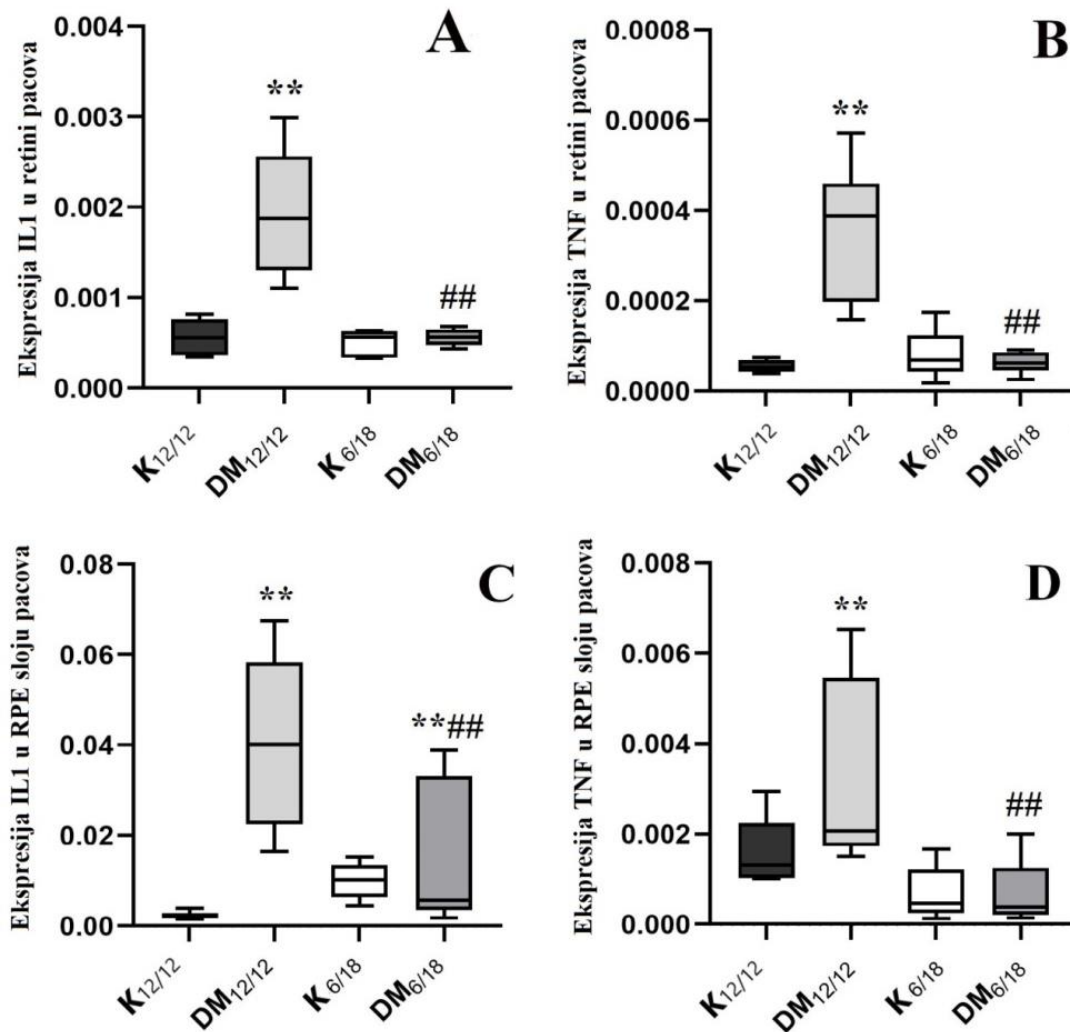 A
Ekspresija IL1 u retini pacova
0.004
0.003
0.002
0.001
0.000
**
##
K12/12
DM12/12
K 6/18
DM6/18
B
Ekspresija TNF u retini pacova
0.0008
0.0006
0.0004
0.0002
0.0000
**
##
K12/12
DM12/12
K 6/18
DM6/18
C
Ekspresija IL1 u RPE sloju pacova
0.08
0.06
0.04
0.02
0.00
**
**##
K12/12
DM12/12
K 6/18
DM6/18
D
Ekspresija TNF u RPE sloju pacova
0.008
0.006
0.004
0.002
0.000
**
##
K12/12
DM12/12
K 6/18
DM6/18